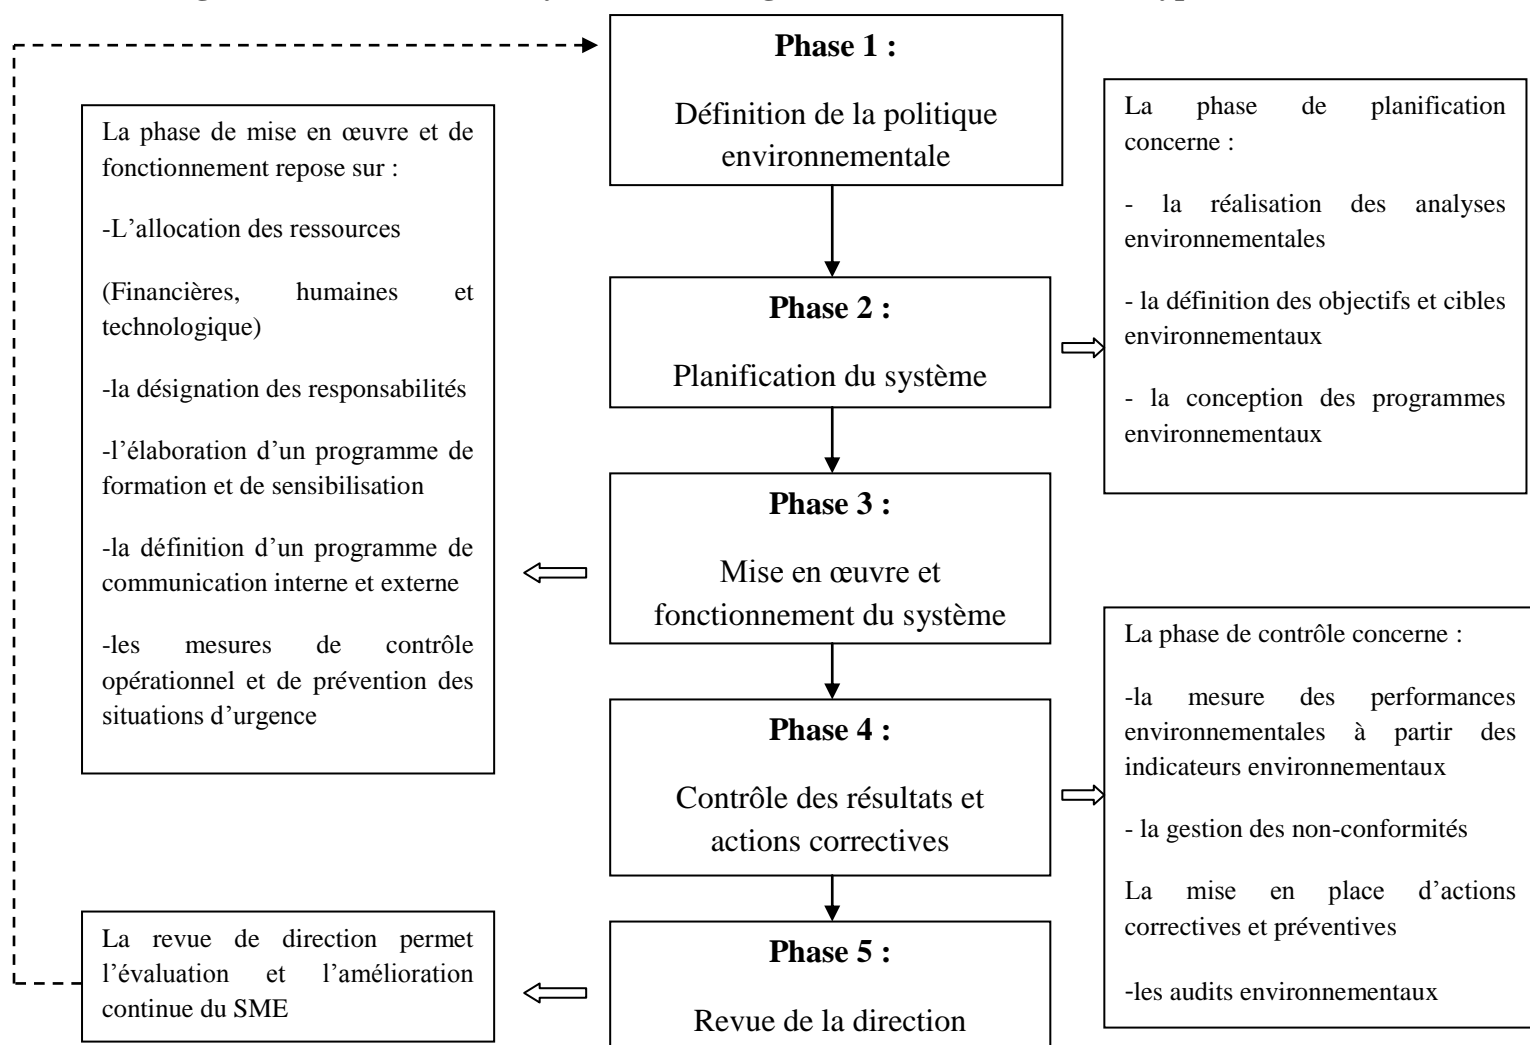 Phase 1 :
Définition de la politique
environnementale
La phase de planification
concerne :
- la réalisation des analyses
environnementales
- la définition des objectifs et cibles
environnementaux
- la conception des programmes
environnementaux
Phase 2 :
Planification du système
La phase de mise en œuvre et de
fonctionnement repose sur :
-L’allocation des ressources
(Financières, humaines et
technologique)
-la désignation des responsabilités
-l’élaboration d’un programme de
formation et de sensibilisation
-la définition d’un programme de
communication interne et externe
-les mesures de contrôle
opérationnel et de prévention des
situations d’urgence
Phase 3 :
Mise en œuvre et
fonctionnement du système
Phase 4 :
Contrôle des résultats et
actions correctives
La phase de contrôle concerne :
-la mesure des performances
environnementales à partir des
indicateurs environnementaux
- la gestion des non-conformités
La mise en place d’actions
correctives et préventives
-les audits environnementaux
Phase 5 :
Revue de la direction
La revue de direction permet
l’évaluation et l’amélioration
continue du SME